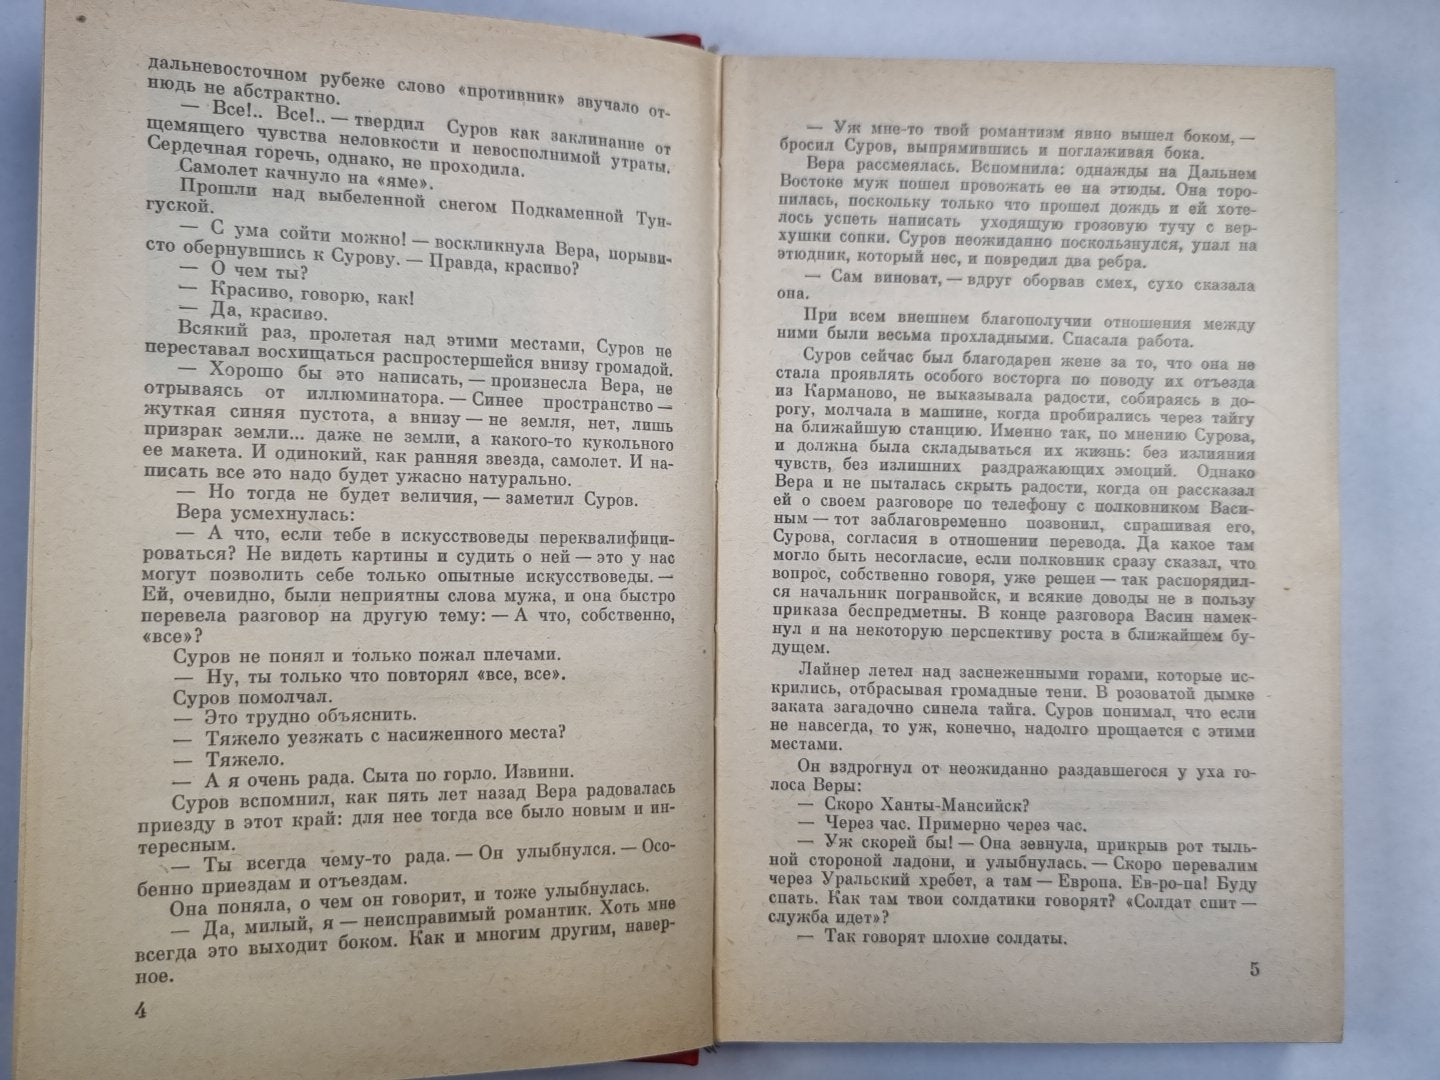 дальневосточном рубеже слово «противник» звучало от-
нюдь не абстрактно.
— Все!.. Все!.. — твердил Суров как заклинание от
щемящего чувства неловкости и невосполнимой утраты.
Сердечная горечь, однако, не проходила.
Самолет качнуло на «яме».
Прошли над выбеленной снегом Подкаменной Тун-
гуской.
— С ума сойти можно! — воскликнула Вера, порыви-
сто обернувшись к Сурову. — Правда, красиво?
— О чем ты?
— Красиво, говорю, как!
— Да, красиво.
Всякий раз, пролетая над этими местами, Суров не
переставал восхищаться распростершейся внизу громадой.
— Хорошо бы это написать, — произнесла Вера, не
отрываясь от иллюминатора. — Синее пространство —
жуткая синяя пустота, а внизу — не земля, нет, лишь
призрак земли... даже не земли, а какого-то кукольного
ее макета. И одинокий, как ранняя звезда, самолет. И на-
писать все это надо будет ужасно натурально.
— Но тогда не будет величия, — заметил Суров.
Вера усмехнулась:
— А что, если тебе в искусствоведы переквалифици-
роваться? Не видеть картины и судить о ней — это у нас
могут позволить себе только опытные искусствоведы. —
Ей, очевидно, были неприятны слова мужа, и она быстро
перевела разговор на другую тему: — А что, собственно,
«все»?
Суров не понял и только пожал плечами.
— Ну, ты только что повторял «все, все».
Суров помолчал.
— Это трудно объяснить.
— Тяжело уезжать с насиженного места?
— Тяжело.
— А я очень рада. Сыта по горло. Извини.
Суров вспомнил, как пять лет назад Вера радовалась
приезду в этот край: для нее тогда все было новым и ин-
тересным.
— Ты всегда чему-то рада. — Он улыбнулся. — Осо-
бенно приездам и отъездам.
Она поняла, о чем он говорит, и тоже улыбнулась.
— Да, милый, я — неисправимый романтик. Хоть мне
всегда это выходит боком. Как и многим другим, навер-
ное.
4
— Уж мне-то твой романтизм явно вышел боком, —
бросил Суров, выпрямившись и поглаживая бока.
Вера рассмеялась. Вспомнила: однажды на Дальнем
Востоке муж пошел провожать ее на этюды. Она торо-
пилась, поскольку только что прошел дождь и ей хоте-
лось успеть написать уходящую грозовую тучу с вер-
хушки сопки. Суров неожиданно поскользнулся, упал на
этюдник, который нес, и повредил два ребра.
— Сам виноват, — вдруг оборвав смех, сухо сказала
она.
При всем внешнем благополучии отношения между
ними были весьма прохладными. Спасала работа.
Суров сейчас был благодарен жене за то, что она не
стала проявлять особого восторга по поводу их отъезда
из Карманово, не выказывала радости, собираясь в до-
рогу, молчала в машине, когда пробирались через тайгу
на ближайшую станцию. Именно так, по мнению Сурова,
и должна была складываться их жизнь: без излияния
чувств, без излишних раздражающих эмоций. Однако
Вера и не пыталась скрыть радости, когда он рассказал
ей о своем разговоре по телефону с полковником Васи-
ным — тот заблаговременно позвонил, спрашивая его,
Сурова, согласия в отношении перевода. Да какое там
могло быть несогласие, если полковник сразу сказал, что
вопрос, собственно говоря, уже решен — так распорядил-
ся начальник погранвойск, и всякие доводы не в пользу
приказа беспредметны. В конце разговора Васин намек-
нул и на некоторую перспективу роста в ближайшем бу-
дущем.
Лайнер летел над заснеженными горами, которые ис-
крились, отбрасывая громадные тени. В розоватой дымке
заката загадочно синела тайга. Суров понимал, что если
не навсегда, то уж, конечно, надолго прощается с этими
местами.
Он вздрогнул от неожиданно раздавшегося у уха го-
лоса Веры:
— Скоро Ханты-Мансийск?
— Через час. Примерно через час.
— Уж скорей бы! — Она зевнула, прикрыв рот тыль-
ной стороной ладони, и улыбнулась. — Скоро перевалим
через Уральский хребет, а там — Европа. Ев-ро-па! Буду
спать. Как там твои солдатики говорят? «Солдат спит —
служба идет»?
— Так говорят плохие солдаты.
5